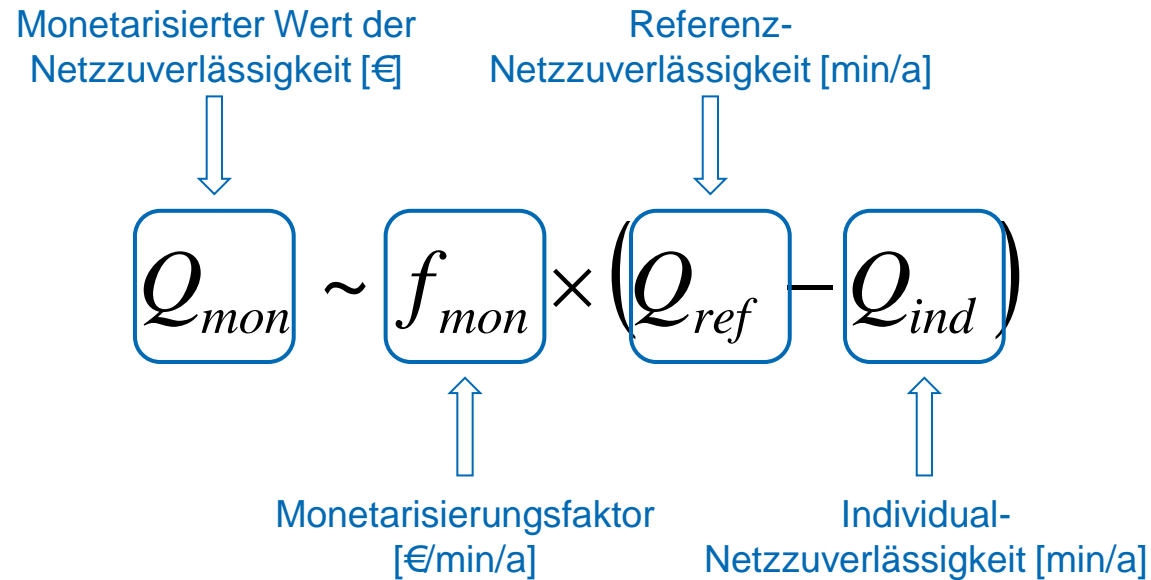 Monetarisierter Wert der
Netzzuverlässigkeit [€]
Referenz-
Netzzuverlässigkeit [min/a]
Q_mon ~ f_mon × (Q_ref − Q_ind)
Monetarisierungsfaktor
[€/min/a]
Individual-
Netzzuverlässigkeit [min/a]